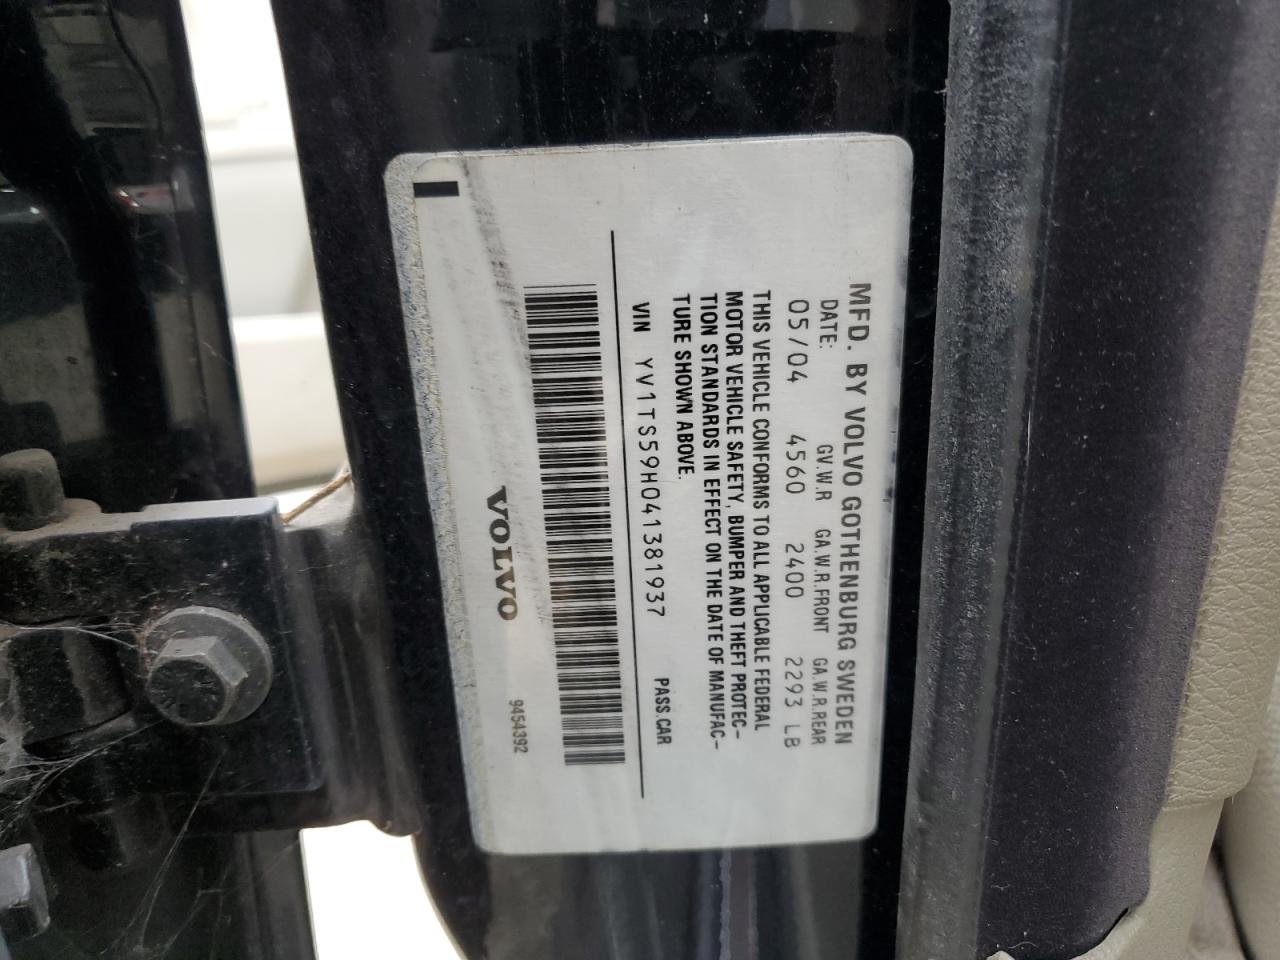 MFD. BY VOLVO GOTHENBURG SWEDEN
DATE: GV.W.R GA.W.R.FRONT GA.W.R.REAR
05/04 4560 2400 2293 LB
THIS VEHICLE CONFORMS TO ALL APPLICABLE FEDERAL
MOTOR VEHICLE SAFETY, BUMPER AND THEFT PROTEC-
TION STANDARDS IN EFFECT ON THE DATE OF MANUFAC-
TURE SHOWN ABOVE.
VIN YV1TS59H041381937 PASS.CAR
VOLVO
9454392